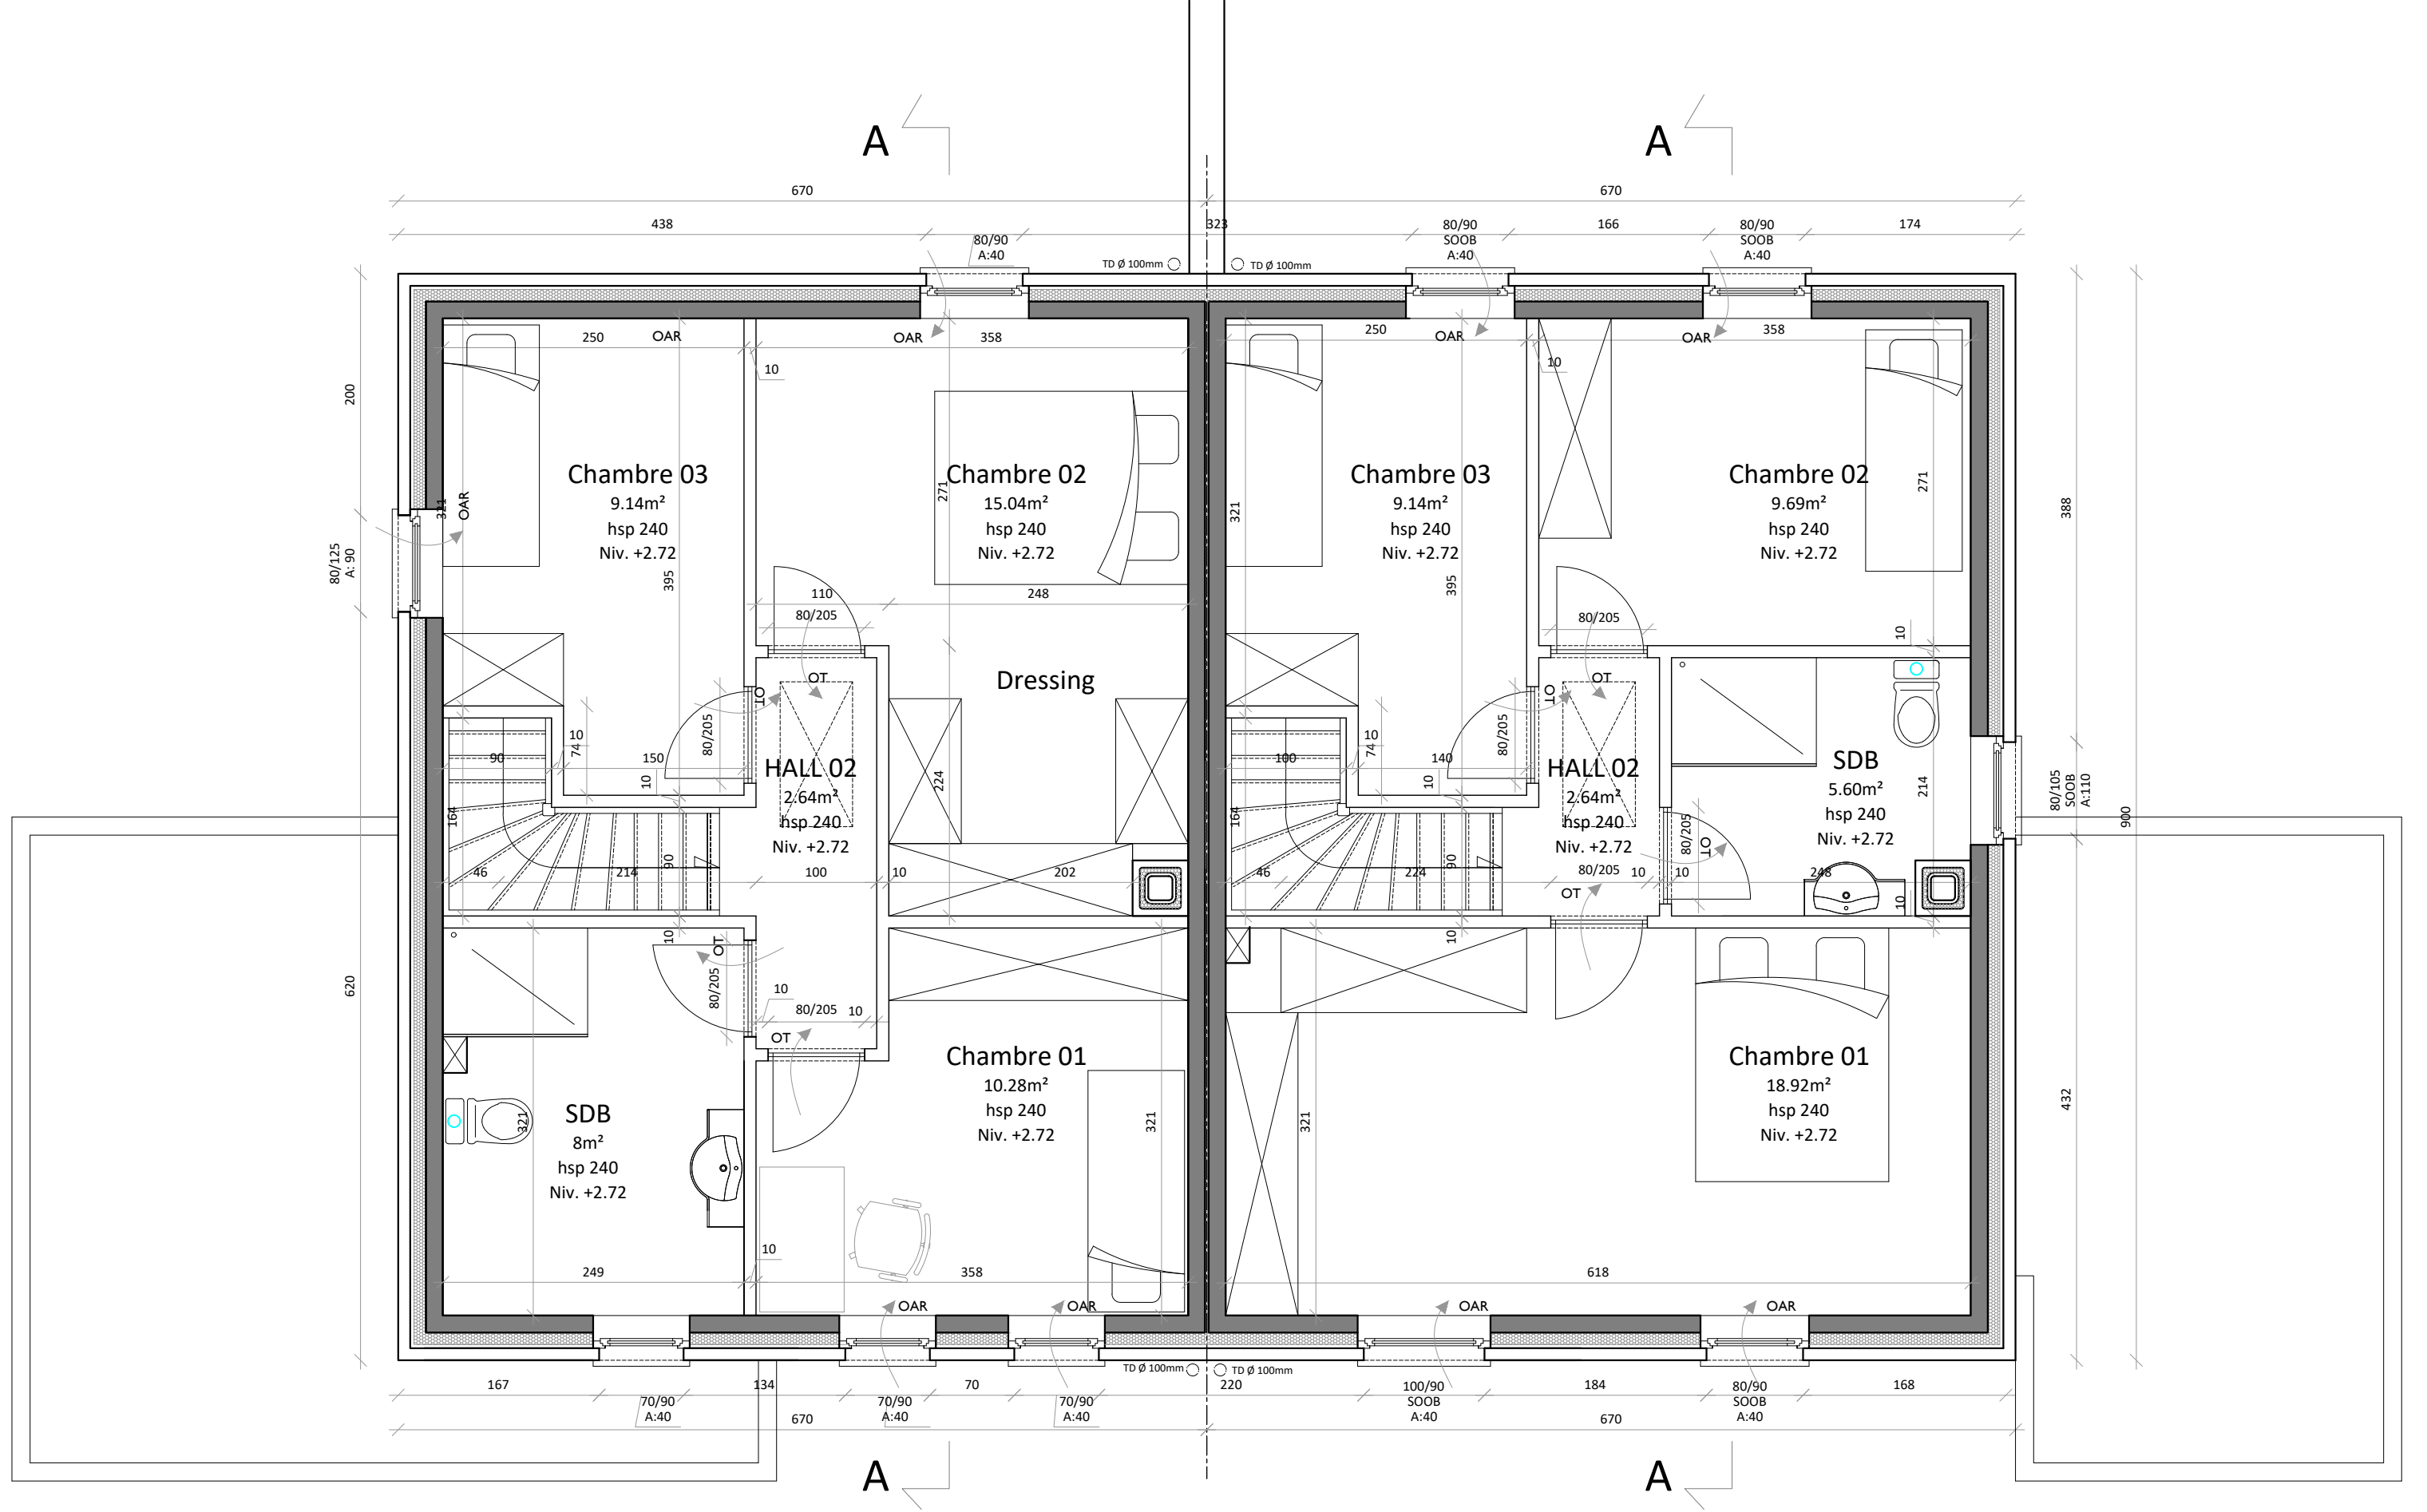 A
A
670
670
438
80/90
A:40
323
80/90
SOOB
A:40
166
80/90
SOOB
A:40
174
TD Ø 100mm
TD Ø 100mm
250
OAR
OAR
358
10
250
OAR
OAR
358
10
200
80/125
A: 90
620
321
OAR
Chambre 03
9.14m²
hsp 240
Niv. +2.72
395
271
Chambre 02
15.04m²
hsp 240
Niv. +2.72
321
Chambre 03
9.14m²
hsp 240
Niv. +2.72
395
Chambre 02
9.69m²
hsp 240
Niv. +2.72
271
388
110
248
80/205
80/205
10
Dressing
OT
OT
80/205
OT
OT
80/205
10
74
90
150
10
164
HALL 02
2.64m²
hsp 240
Niv. +2.72
224
10
74
100
140
10
164
HALL 02
2.64m²
hsp 240
Niv. +2.72
SDB
5.60m²
hsp 240
Niv. +2.72
214
80/105
SOOB
A:110
900
80/205
OT
46
214
90
100
10
202
46
224
90
80/205
10
10
248
10
OT
10
OT
80/205
10
80/205
10
OT
10
SDB
8m²
hsp 240
Niv. +2.72
321
Chambre 01
10.28m²
hsp 240
Niv. +2.72
321
321
Chambre 01
18.92m²
hsp 240
Niv. +2.72
432
10
249
358
618
OAR
OAR
OAR
OAR
TD Ø 100mm
TD Ø 100mm
167
70/90
A:40
134
70/90
A:40
70
70/90
A:40
220
100/90
SOOB
A:40
184
80/90
SOOB
A:40
168
670
670
A
A